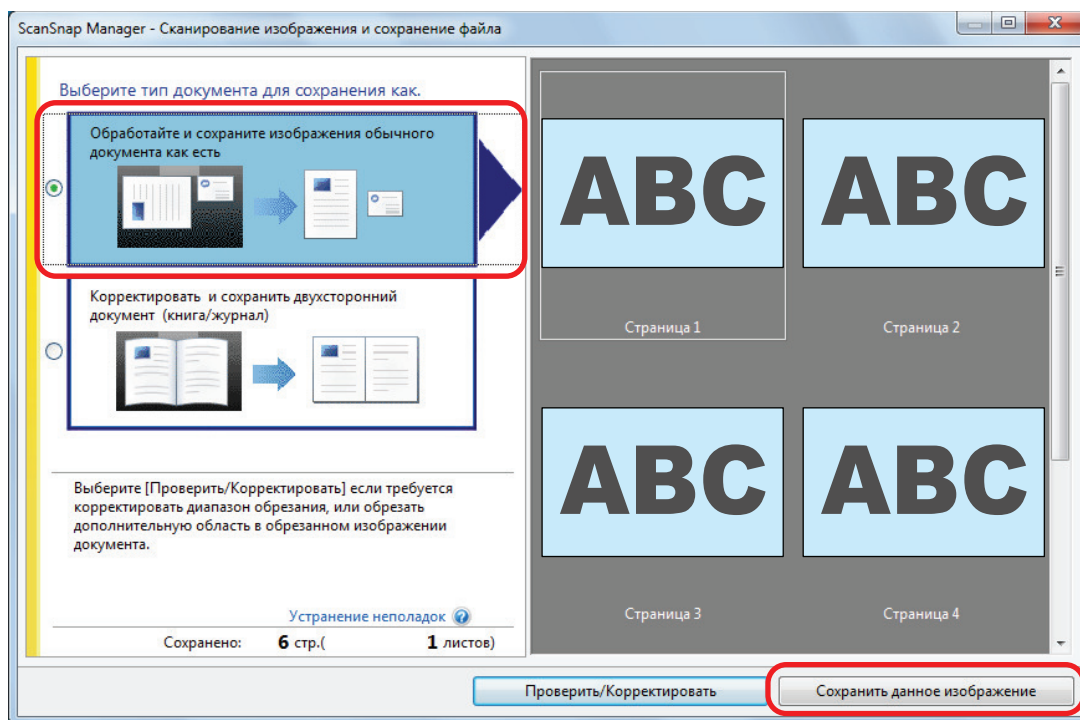 ScanSnap Manager - Сканирование изображения и сохранение файла
Выберите тип документа для сохранения как.
Обработайте и сохраните изображения обычного
документа как есть
Корректировать и сохранить двухсторонний
документ (книга/журнал)
Выберите [Проверить/Корректировать] если требуется
корректировать диапазон обрезания, или обрезать
дополнительную область в обрезанном изображении
документа.
Устранение неполадок
Сохранено: 6 стр.( 1 листов)
ABC ABC
Страница 1 Страница 2
ABC ABC
Страница 3 Страница 4
Проверить/Корректировать Сохранить данное изображение